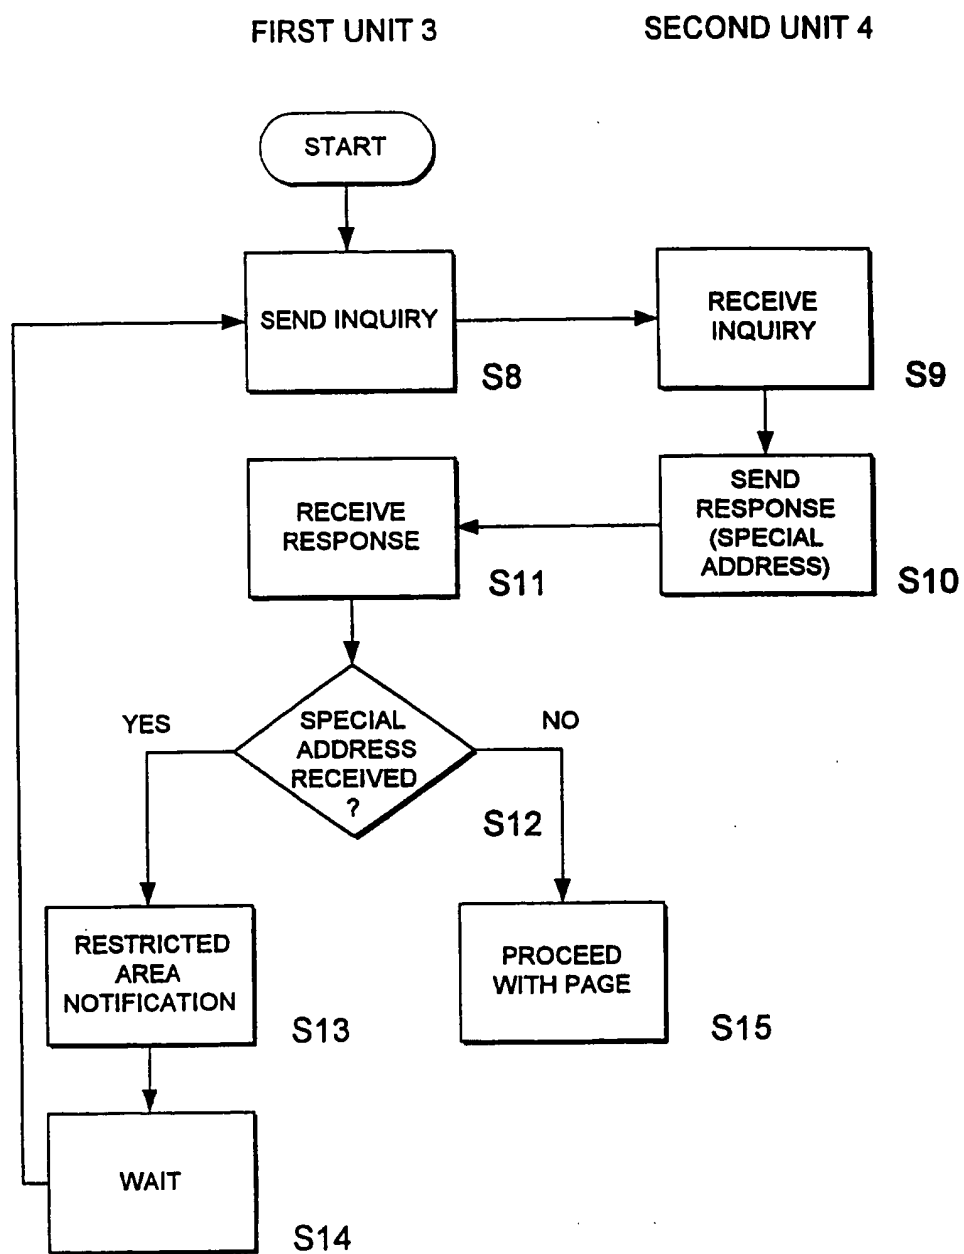 FIRST UNIT 3
SECOND UNIT 4
START
SEND INQUIRY
S8
RECEIVE
INQUIRY
S9
SEND
RESPONSE
(SPECIAL
ADDRESS)
S10
RECEIVE
RESPONSE
S11
SPECIAL
ADDRESS
RECEIVED
?
S12
YES
NO
RESTRICTED
AREA
NOTIFICATION
S13
PROCEED
WITH PAGE
S15
WAIT
S14